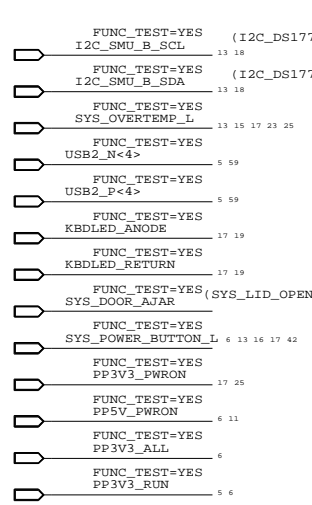 FUNC_TEST=YES (I2C_DS177
I2C_SMU_B_SCL 13 18
FUNC_TEST=YES (I2C_DS177
I2C_SMU_B_SDA 13 18
FUNC_TEST=YES
SYS_OVERTEMP_L 13 15 17 23 25
FUNC_TEST=YES
USB2_N<4> 5 59
FUNC_TEST=YES
USB2_P<4> 5 59
FUNC_TEST=YES
KBDLED_ANODE 17 19
FUNC_TEST=YES
KBDLED_RETURN 17 19
FUNC_TEST=YES (SYS_LID_OPEN
SYS_DOOR_AJAR
FUNC_TEST=YES
SYS_POWER_BUTTON_L 6 13 16 17 42
FUNC_TEST=YES
PP3V3_PWRON 17 25
FUNC_TEST=YES
PP5V_PWRON 6 11
FUNC_TEST=YES
PP3V3_ALL 6
FUNC_TEST=YES
PP3V3_RUN 5 6